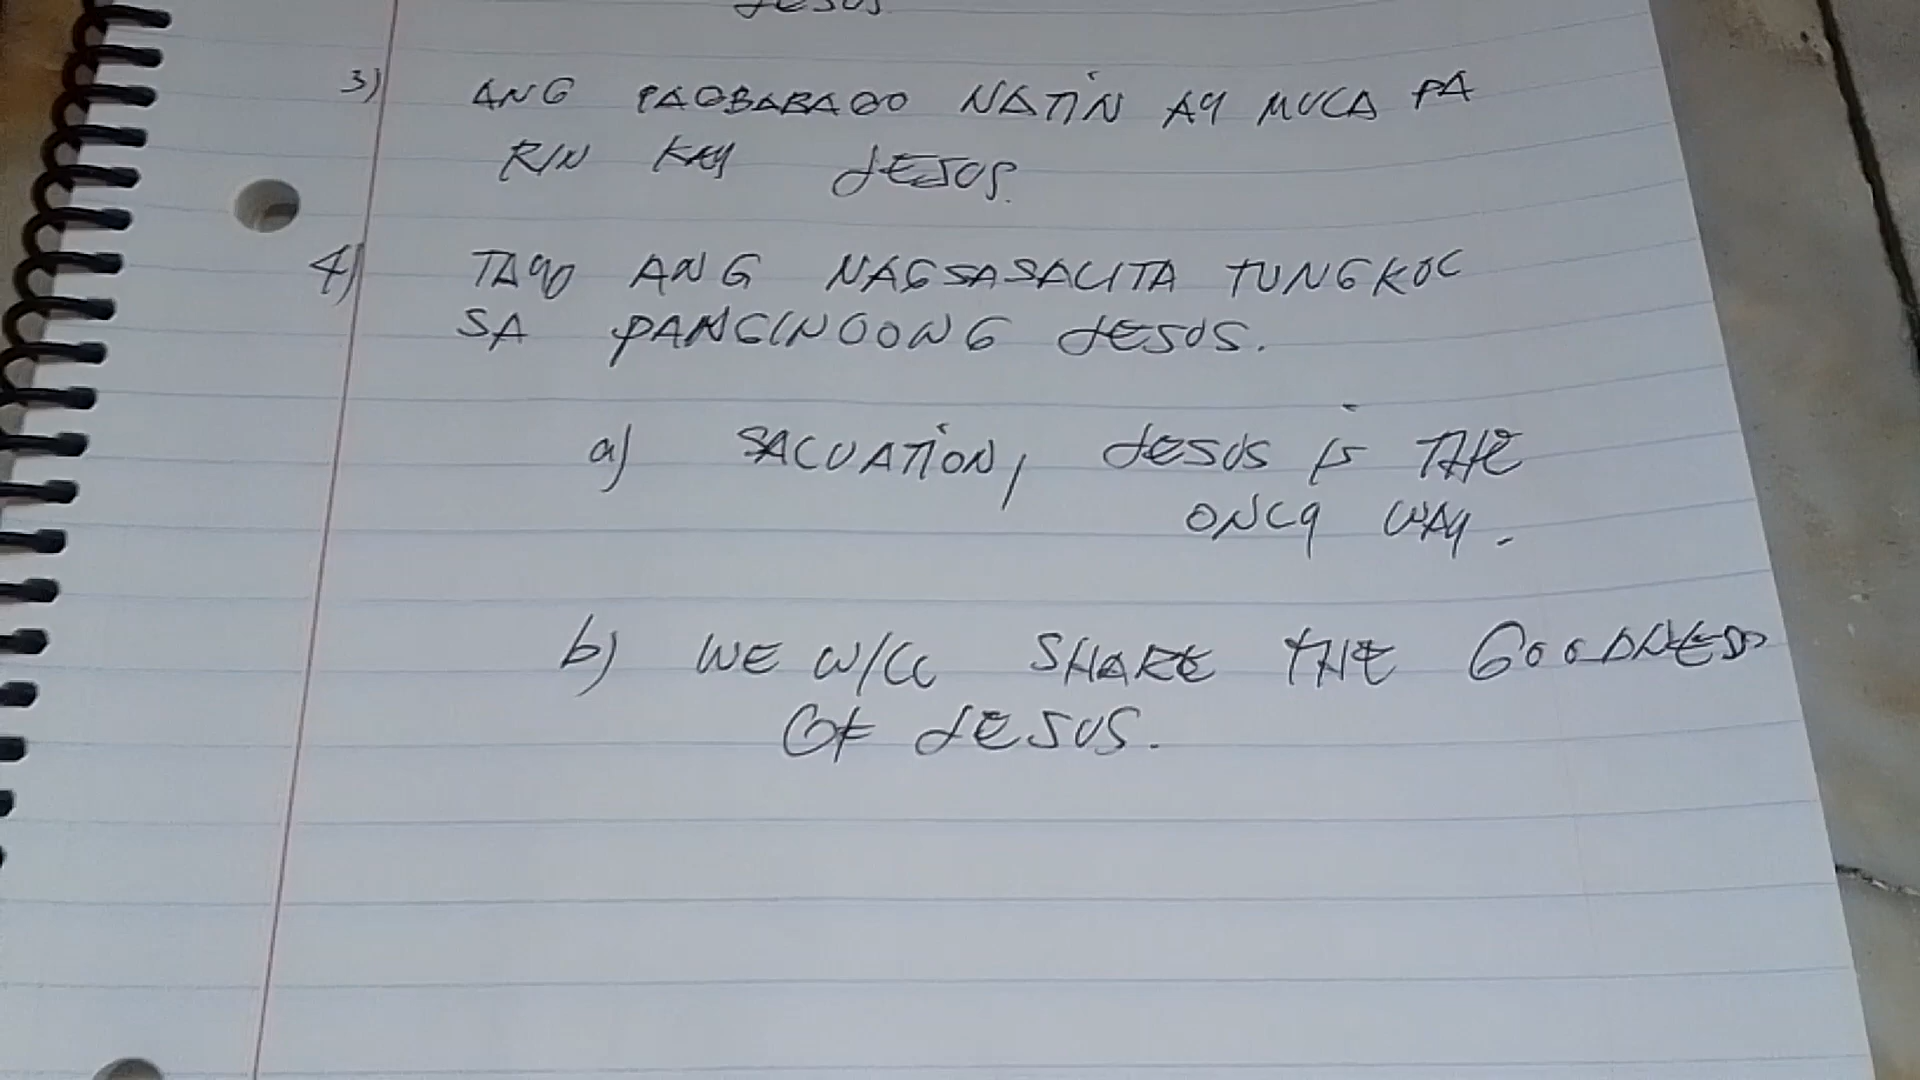 JESUS
3) ANG PAGBABAGO NATIN AY MULA PA
RIN KAY JESUS.
4) TAYO ANG NAGSASALITA TUNGKOL
SA PANGINOONG JESUS.
a) SALVATION, JESUS IS THE
ONLY WAY.
b) WE WILL SHARE THE GOODNESS
OF JESUS.